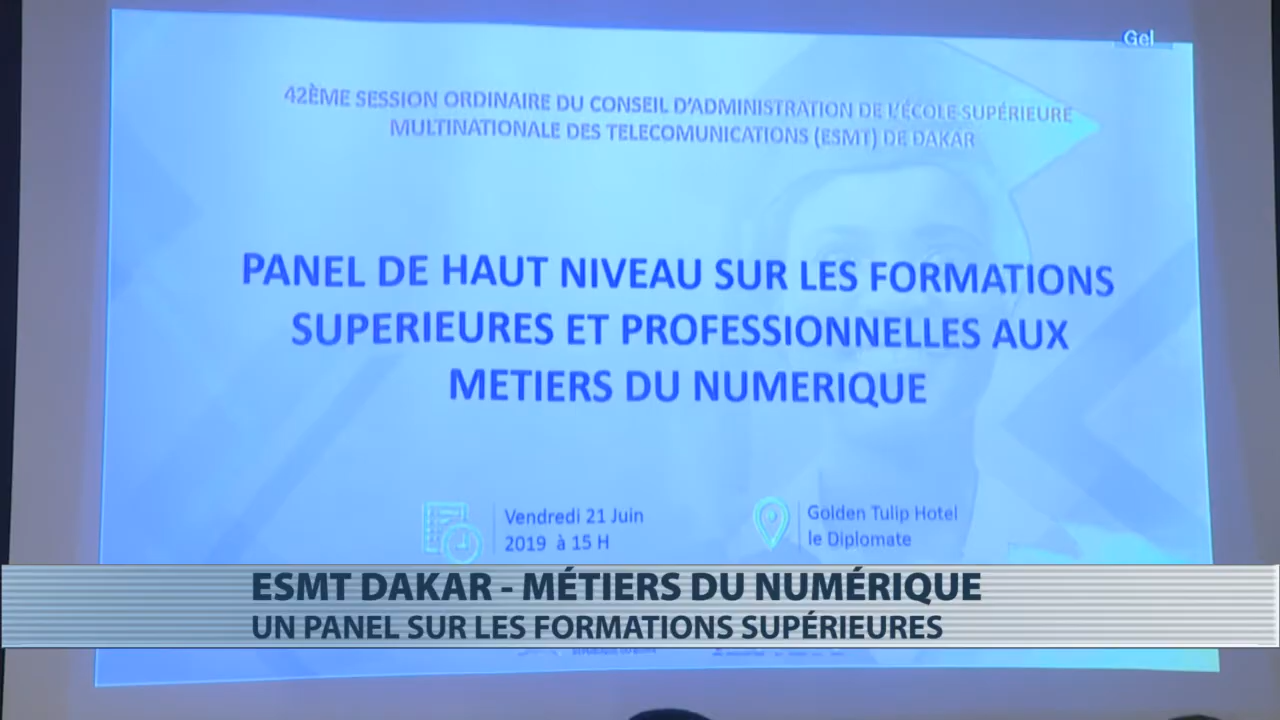 Gel
42ÈME SESSION ORDINAIRE DU CONSEIL D'ADMINISTRATION DE L'ÉCOLE SUPÉRIEURE
MULTINATIONALE DES TELECOMUNICATIONS (ESMT) DE DAKAR
PANEL DE HAUT NIVEAU SUR LES FORMATIONS
SUPERIEURES ET PROFESSIONNELLES AUX
METIERS DU NUMERIQUE
Vendredi 21 Juin
2019 à 15 H
Golden Tulip Hotel
le Diplomate
ESMT DAKAR - MÉTIERS DU NUMÉRIQUE
UN PANEL SUR LES FORMATIONS SUPÉRIEURES